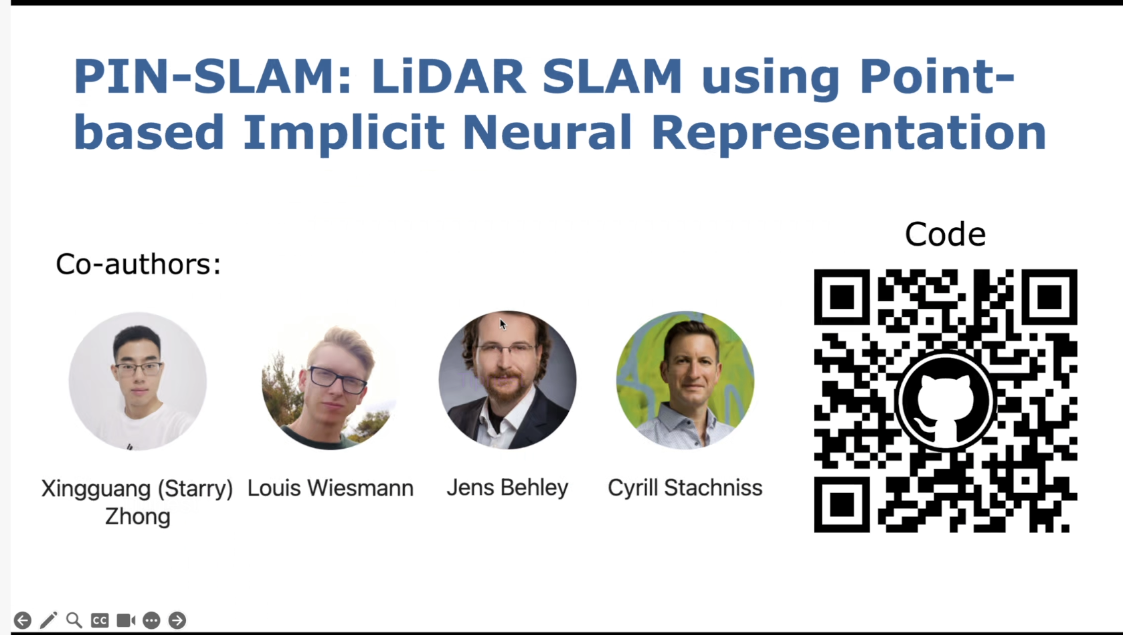 PIN-SLAM: LiDAR SLAM using Point-
based Implicit Neural Representation
Code
Co-authors:
Xingguang (Starry)
Zhong
Louis Wiesmann
Jens Behley
Cyrill Stachniss
CC